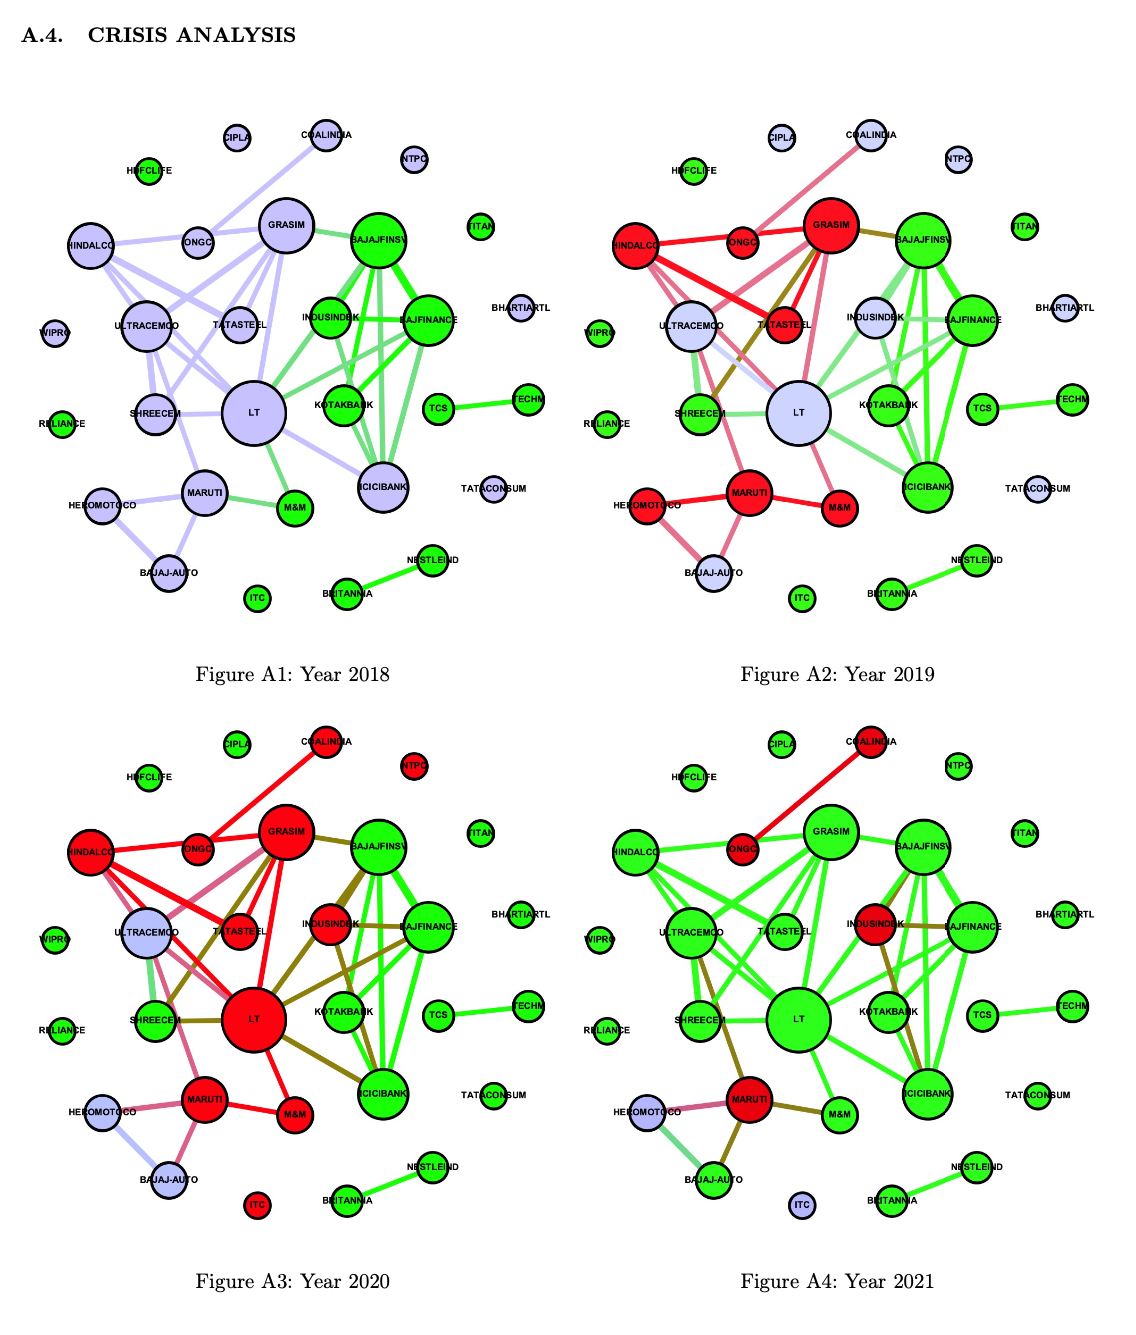 A.4. CRISIS ANALYSIS
CIPLA
COALINDIA
NTPC
HDFCLIFE
TITAN
GRASIM
BAJAJFINSV
HINDALCO
ONGC
BHARTIARTL
INDUSINDBK
BAJFINANCE
ULTRACEMCO
TATASTEEL
WIPRO
TECHM
KOTAKBANK
TCS
SHREECEM
LT
RELIANCE
ICICIBANK
TATACONSUM
MARUTI
HEROMOTOCO
M&M
NESTLEIND
BAJAJ-AUTO
BRITANNIA
ITC
Figure A1: Year 2018
CIPLA
COALINDIA
NTPC
HDFCLIFE
TITAN
GRASIM
BAJAJFINSV
HINDALCO
ONGC
BHARTIARTL
INDUSINDBK
BAJFINANCE
ULTRACEMCO
TATASTEEL
WIPRO
TECHM
KOTAKBANK
TCS
SHREECEM
LT
RELIANCE
ICICIBANK
TATACONSUM
MARUTI
HEROMOTOCO
M&M
NESTLEIND
BAJAJ-AUTO
BRITANNIA
ITC
Figure A2: Year 2019
CIPLA
COALINDIA
NTPC
HDFCLIFE
TITAN
GRASIM
BAJAJFINSV
HINDALCO
ONGC
BHARTIARTL
INDUSINDBK
BAJFINANCE
ULTRACEMCO
TATASTEEL
WIPRO
TECHM
KOTAKBANK
TCS
SHREECEM
LT
RELIANCE
ICICIBANK
TATACONSUM
MARUTI
HEROMOTOCO
M&M
NESTLEIND
BAJAJ-AUTO
BRITANNIA
ITC
Figure A3: Year 2020
CIPLA
COALINDIA
NTPC
HDFCLIFE
TITAN
GRASIM
BAJAJFINSV
HINDALCO
ONGC
BHARTIARTL
INDUSINDBK
BAJFINANCE
ULTRACEMCO
TATASTEEL
WIPRO
TECHM
KOTAKBANK
TCS
SHREECEM
LT
RELIANCE
ICICIBANK
TATACONSUM
MARUTI
HEROMOTOCO
M&M
NESTLEIND
BAJAJ-AUTO
BRITANNIA
ITC
Figure A4: Year 2021